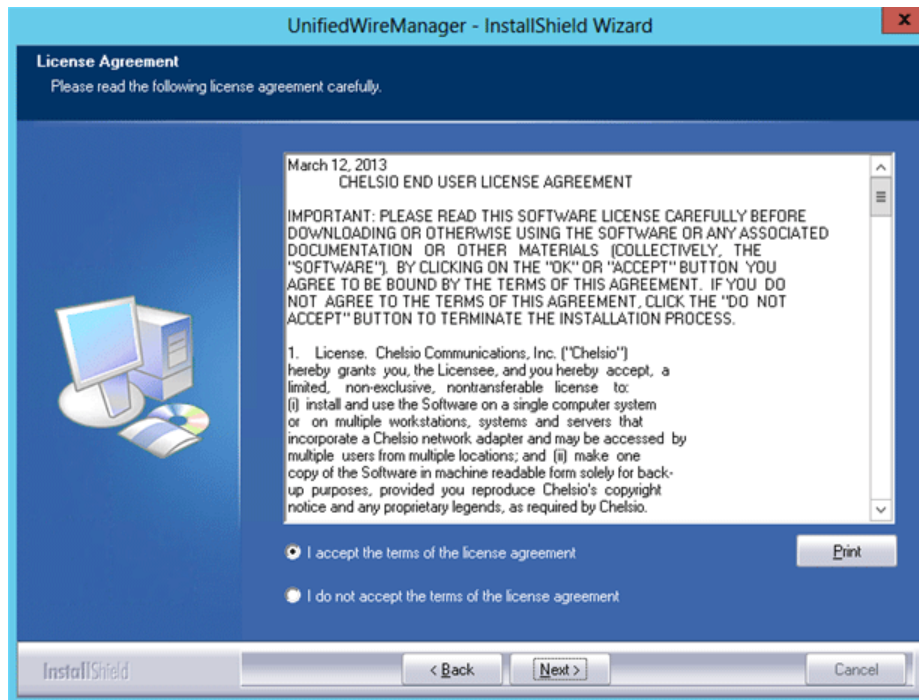 UnifiedWireManager - InstallShield Wizard
x
License Agreement
Please read the following license agreement carefully.
March 12, 2013
CHELSIO END USER LICENSE AGREEMENT
IMPORTANT: PLEASE READ THIS SOFTWARE LICENSE CAREFULLY BEFORE
DOWNLOADING OR OTHERWISE USING THE SOFTWARE OR ANY ASSOCIATED
DOCUMENTATION OR OTHER MATERIALS (COLLECTIVELY, THE
"SOFTWARE"). BY CLICKING ON THE "OK" OR "ACCEPT" BUTTON YOU
AGREE TO BE BOUND BY THE TERMS OF THIS AGREEMENT. IF YOU DO
NOT AGREE TO THE TERMS OF THIS AGREEMENT, CLICK THE "DO NOT
ACCEPT" BUTTON TO TERMINATE THE INSTALLATION PROCESS.
1. License. Chelsio Communications, Inc. ("Chelsio")
hereby grants you, the Licensee, and you hereby accept, a
limited, non-exclusive, nontransferable license to:
(i) install and use the Software on a single computer system
or on multiple workstations, systems and servers that
incorporate a Chelsio network adapter and may be accessed by
multiple users from multiple locations; and (ii) make one
copy of the Software in machine readable form solely for back-
up purposes, provided you reproduce Chelsio's copyright
notice and any proprietary legends, as required by Chelsio.
I accept the terms of the license agreement
Print
I do not accept the terms of the license agreement
InstallShield
< Back
Next >
Cancel